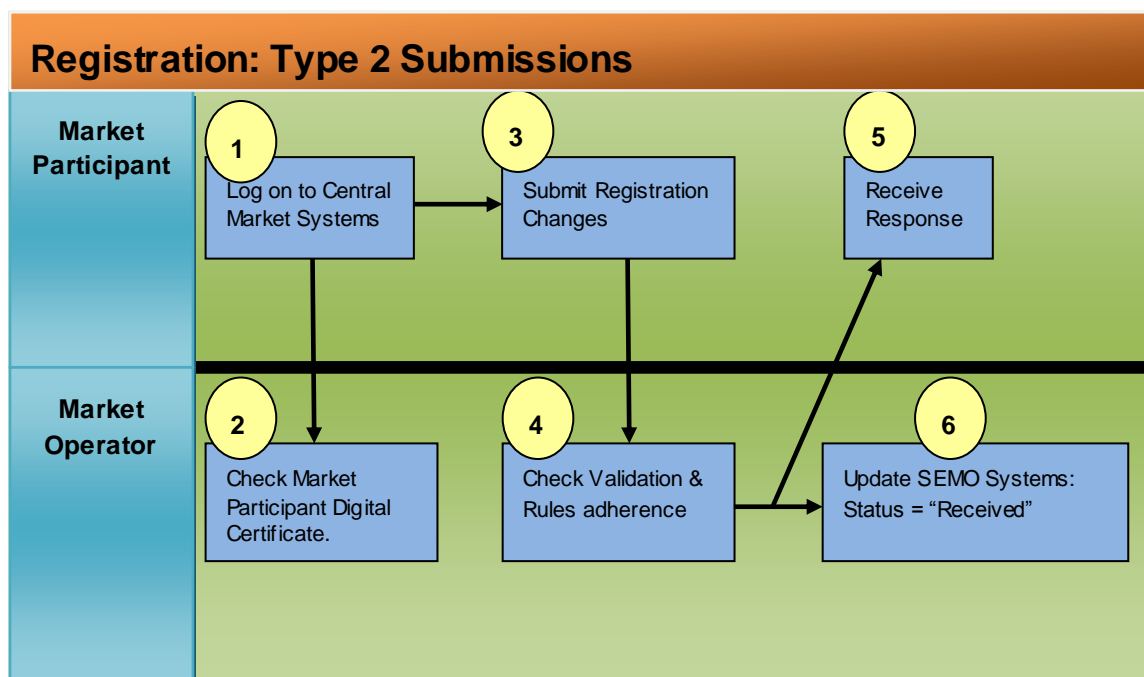 Registration: Type 2 Submissions
Market
Participant
1
Log on to Central
Market Systems
3
Submit Registration
Changes
5
Receive
Response
Market
Operator
2
Check Market
Participant Digital
Certificate.
4
Check Validation &
Rules adherence
6
Update SEMO Systems:
Status = “Received”